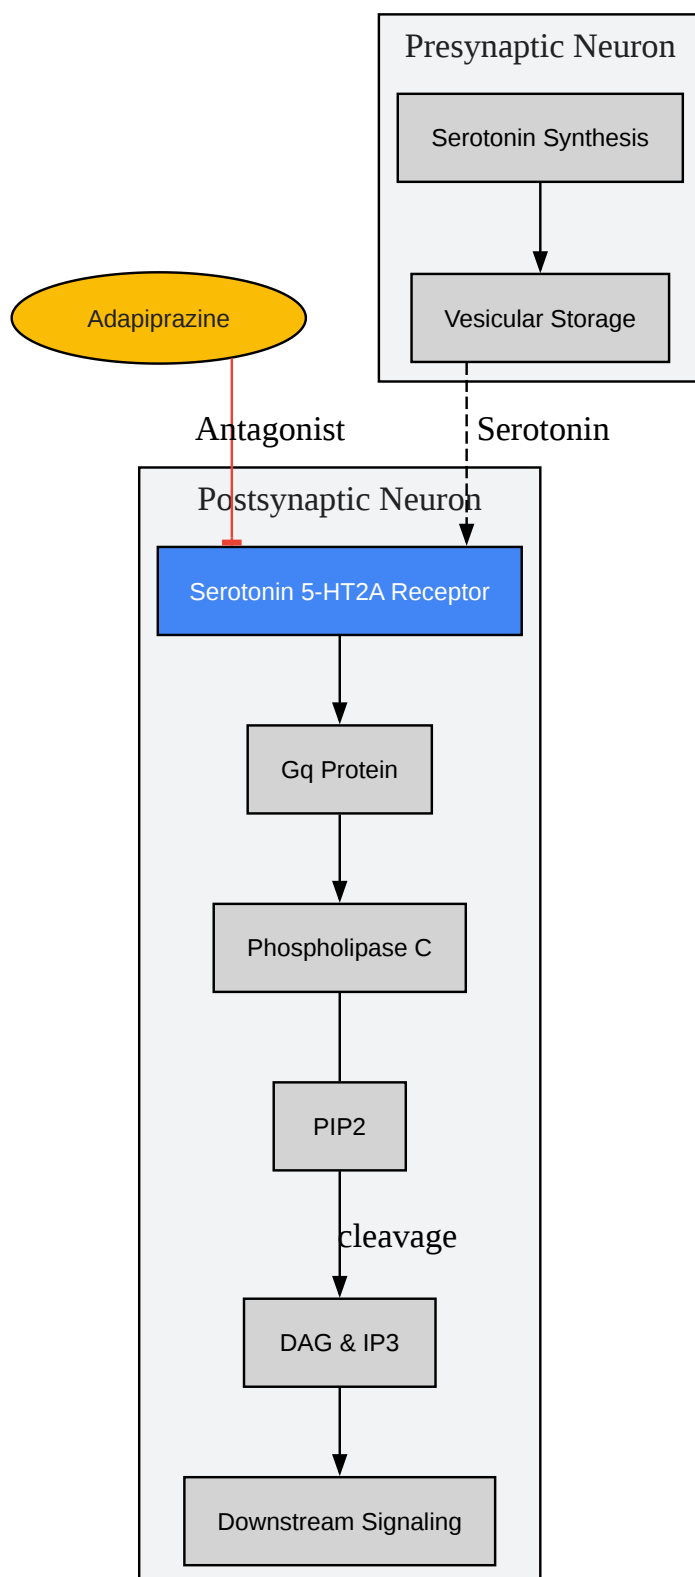 Presynaptic Neuron
Serotonin Synthesis
Adapiprazine
Vesicular Storage
Antagonist
Serotonin
Postsynaptic Neuron
Serotonin 5-HT2A Receptor
Gq Protein
Phospholipase C
PIP2
cleavage
DAG & IP3
Downstream Signaling